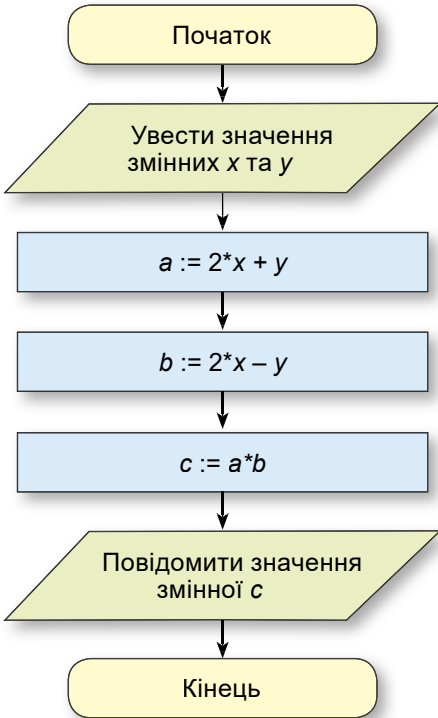 Початок
Увести значення
змінних x та y
a := 2*x + y
b := 2*x – y
c := a*b
Повідомити значення
змінної c
Кінець